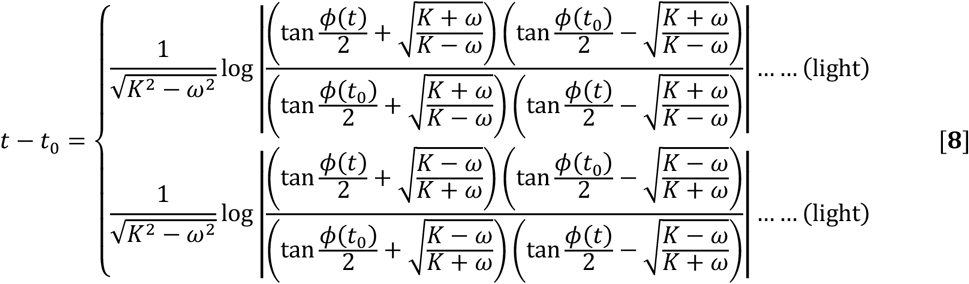 t − t₀ = { 1/√(K² − ω²) log |(tan ϕ(t)/2 + √((K + ω)/(K − ω))) (tan ϕ(t₀)/2 − √((K + ω)/(K − ω))) / (tan ϕ(t₀)/2 + √((K + ω)/(K − ω))) (tan ϕ(t)/2 − √((K + ω)/(K − ω)))| … … (light)
1/√(K² − ω²) log |(tan ϕ(t)/2 + √((K − ω)/(K + ω))) (tan ϕ(t₀)/2 − √((K − ω)/(K + ω))) / (tan ϕ(t₀)/2 + √((K − ω)/(K + ω))) (tan ϕ(t)/2 − √((K − ω)/(K + ω)))| … … (light)
[8]